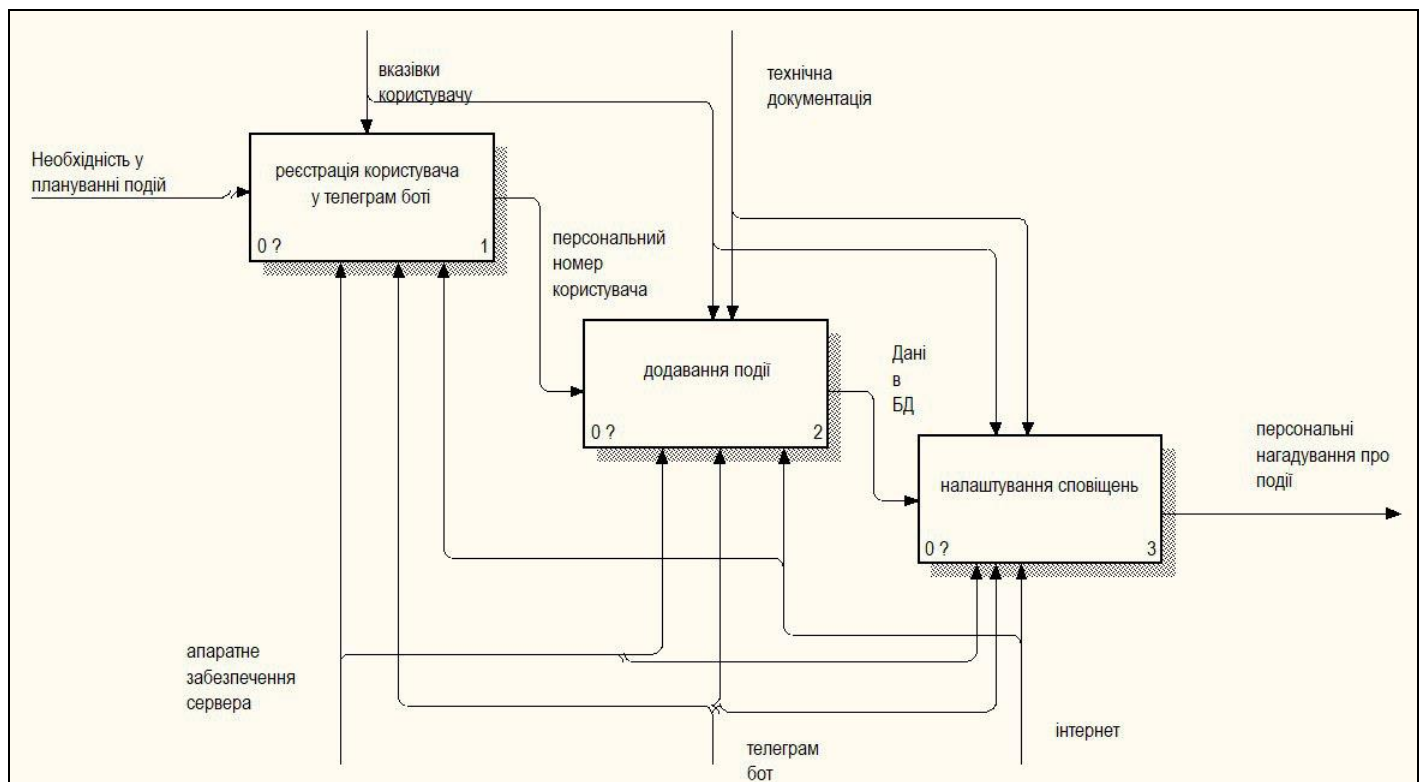 вказівки
користувачу
технічна
документація
Необхідність у
плануванні подій
реєстрація користувача
у телеграм боті
0 ?
1
персональний
номер
користувача
додавання події
0 ?
2
Дані
в
БД
налаштування сповіщень
0 ?
3
персональні
нагадування про
події
апаратне
забезпечення
сервера
телеграм
бот
інтернет